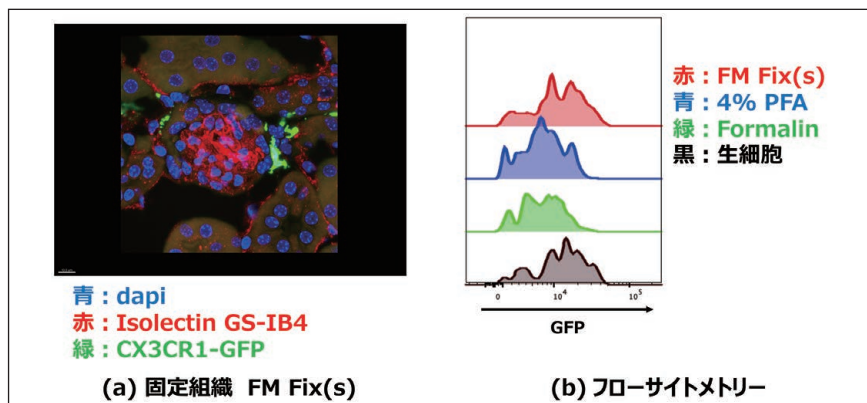 青：dapi
赤：Isolectin GS-IB4
緑：CX3CR1-GFP
(a) 固定組織 FM Fix(s)
赤：FM Fix(s)
青：4% PFA
緑：Formalin
黒：生細胞
0 10⁴ 10⁵
GFP
(b) フローサイトメトリー